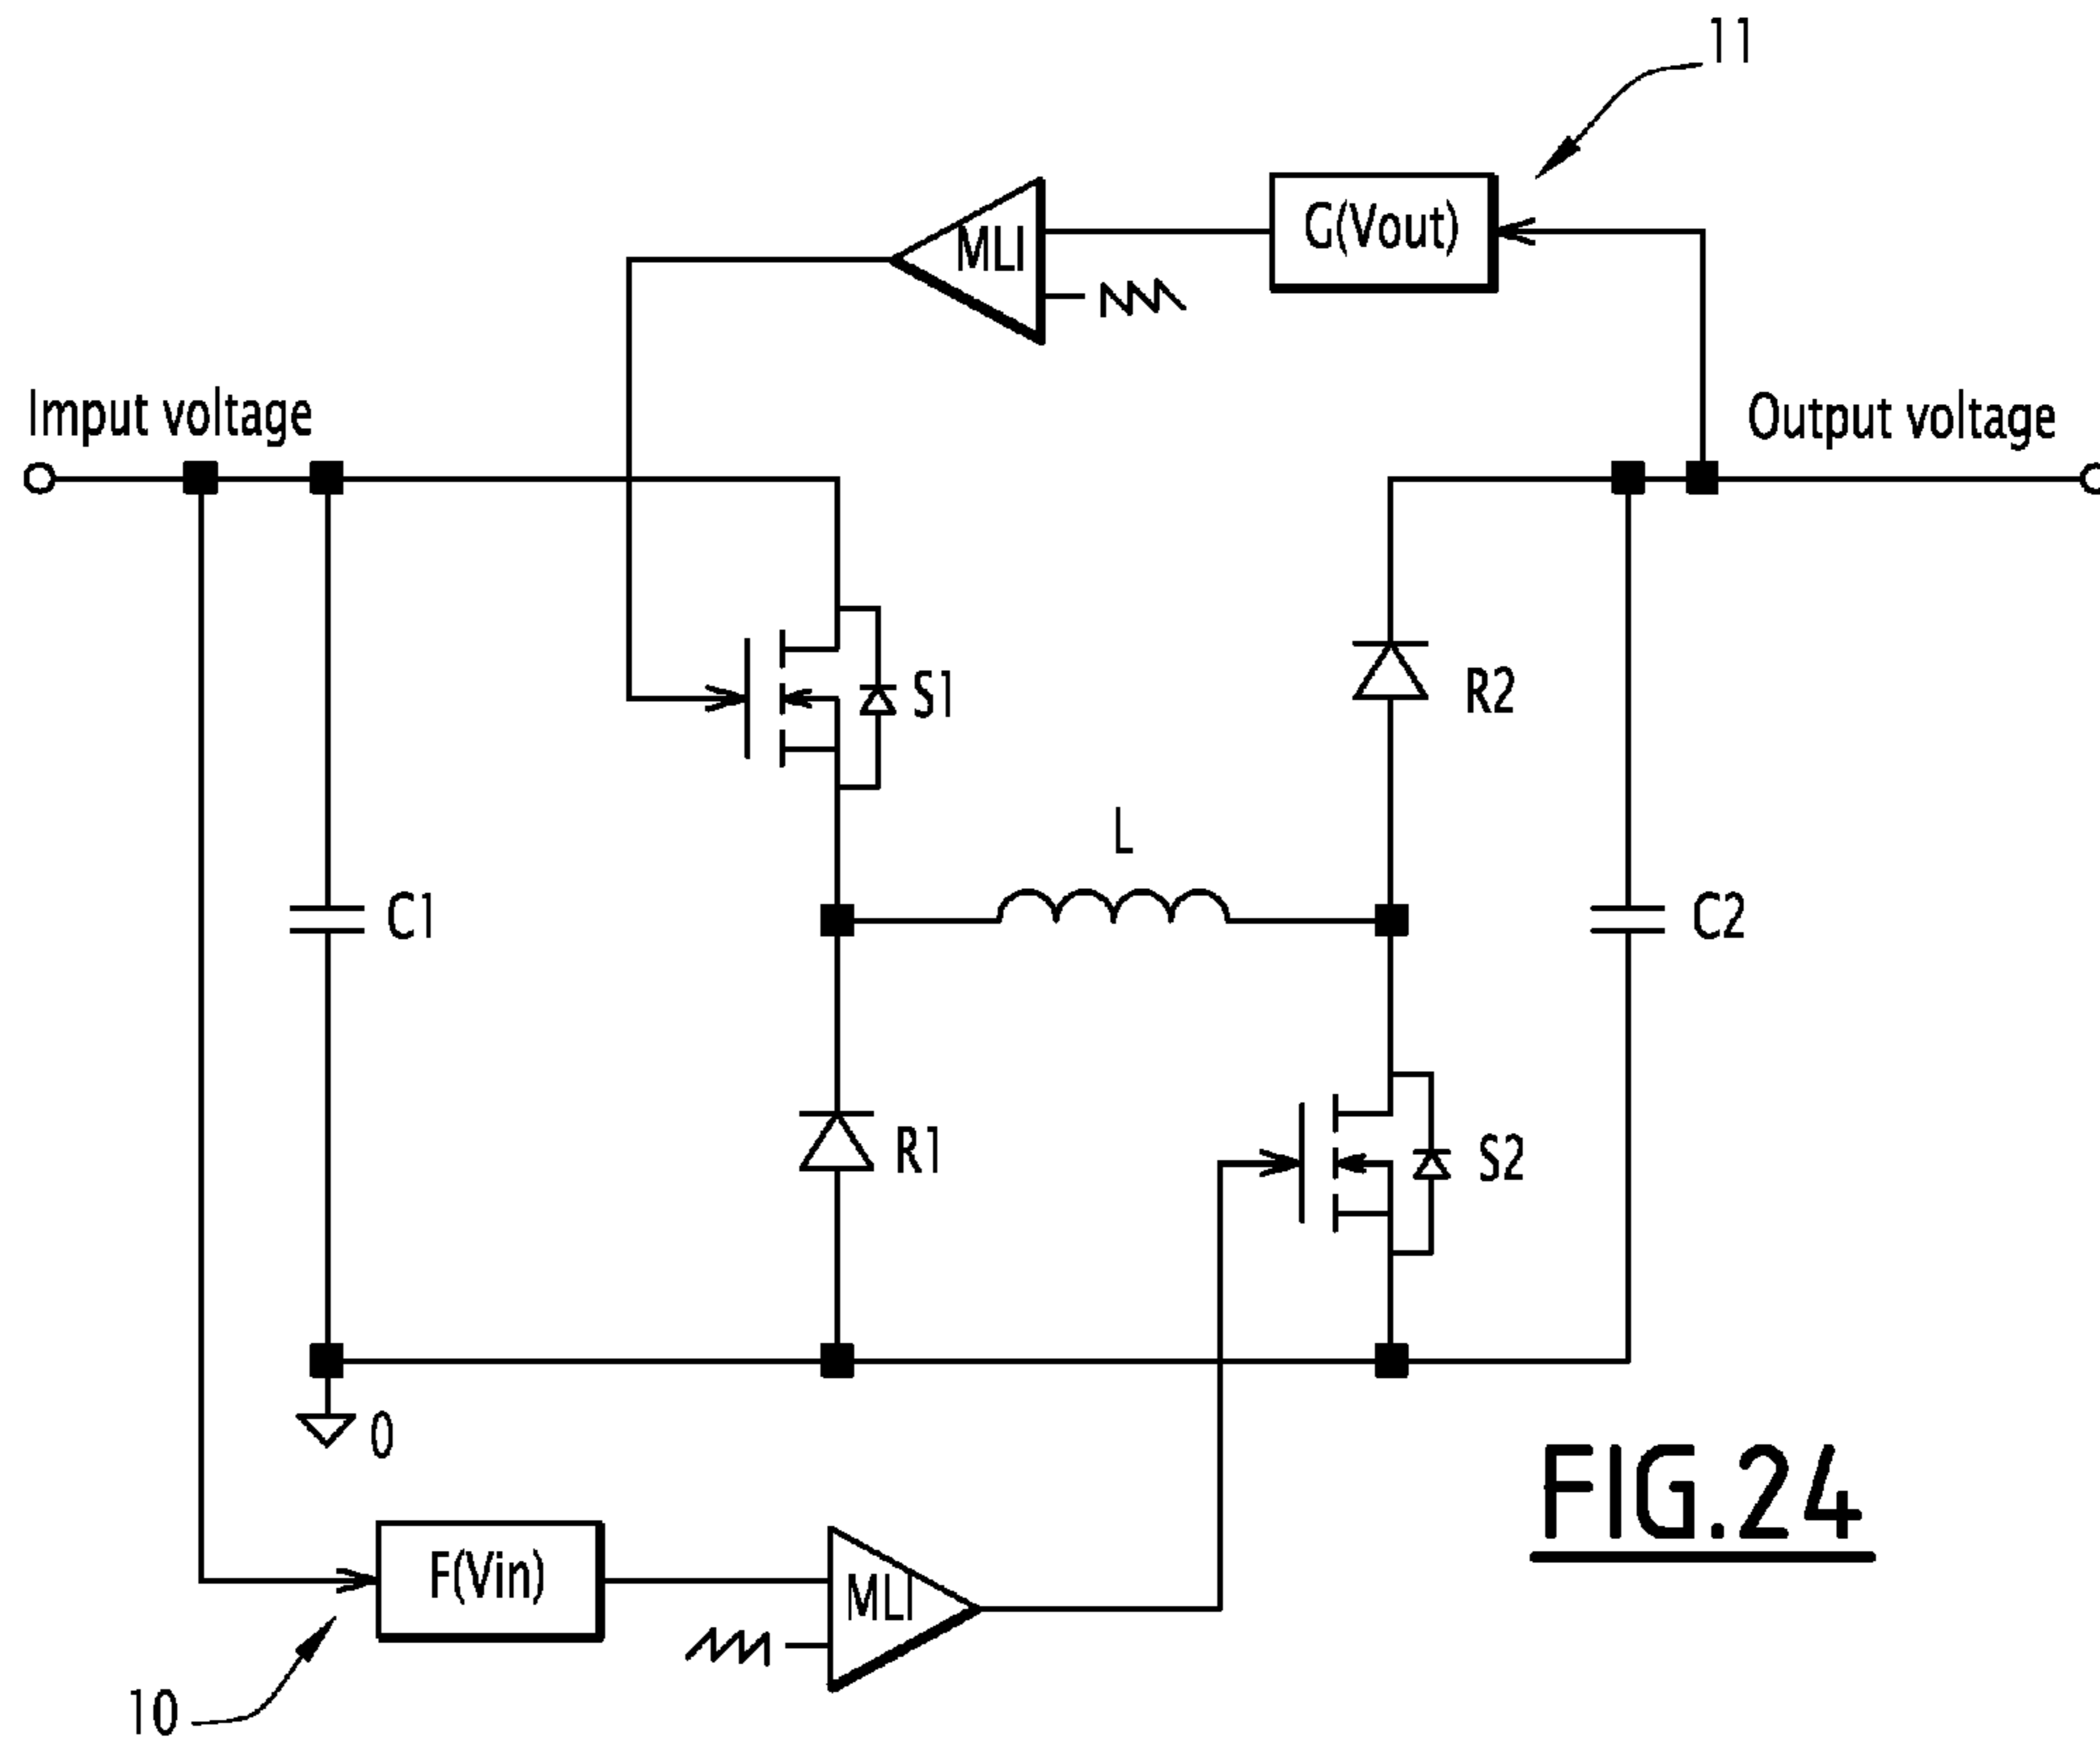 11
G(Vout)
MLI
Imput voltage
Output voltage
S1
R2
L
C1
C2
R1
S2
0
F(Vin)
MLI
10
FIG.24